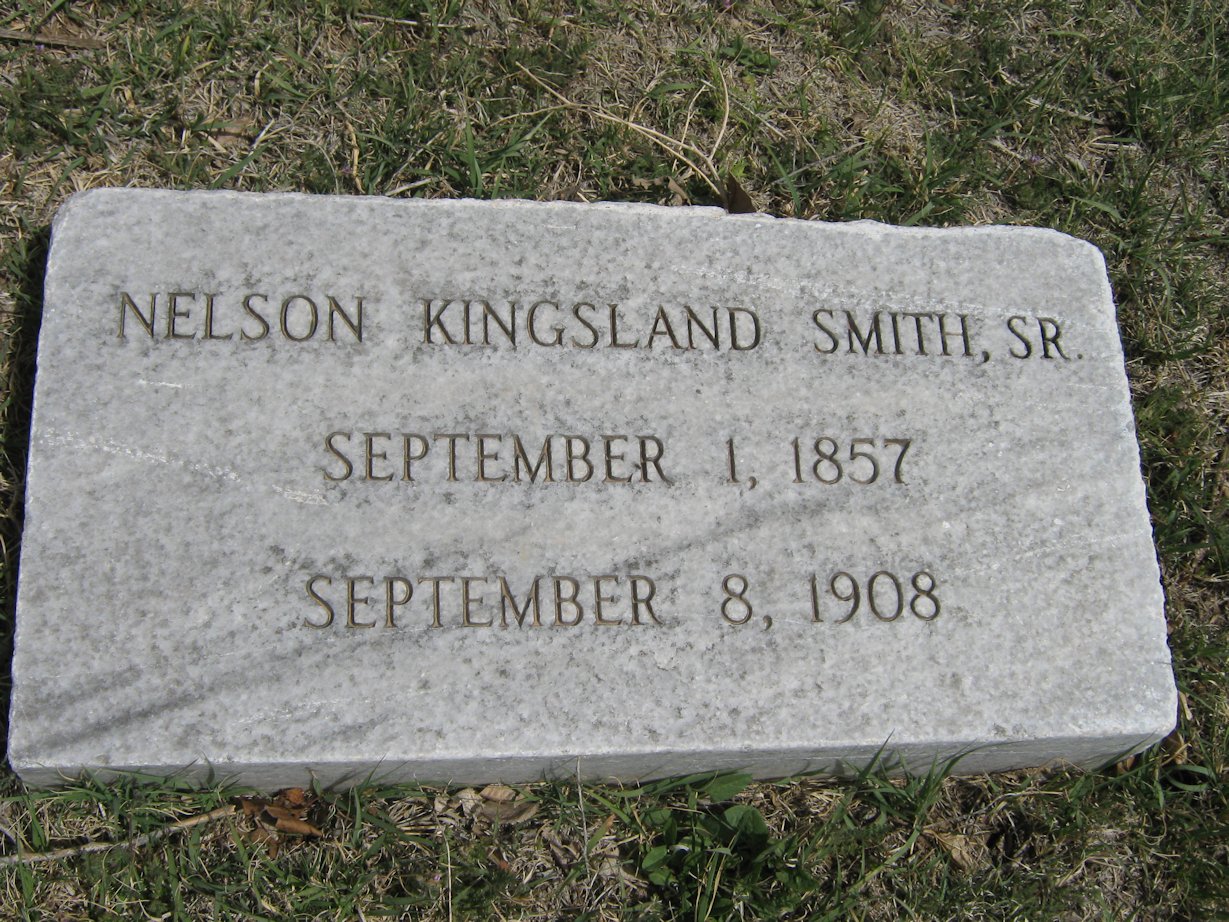 NELSON KINGSLAND SMITH, SR.
SEPTEMBER 1, 1857
SEPTEMBER 8, 1908